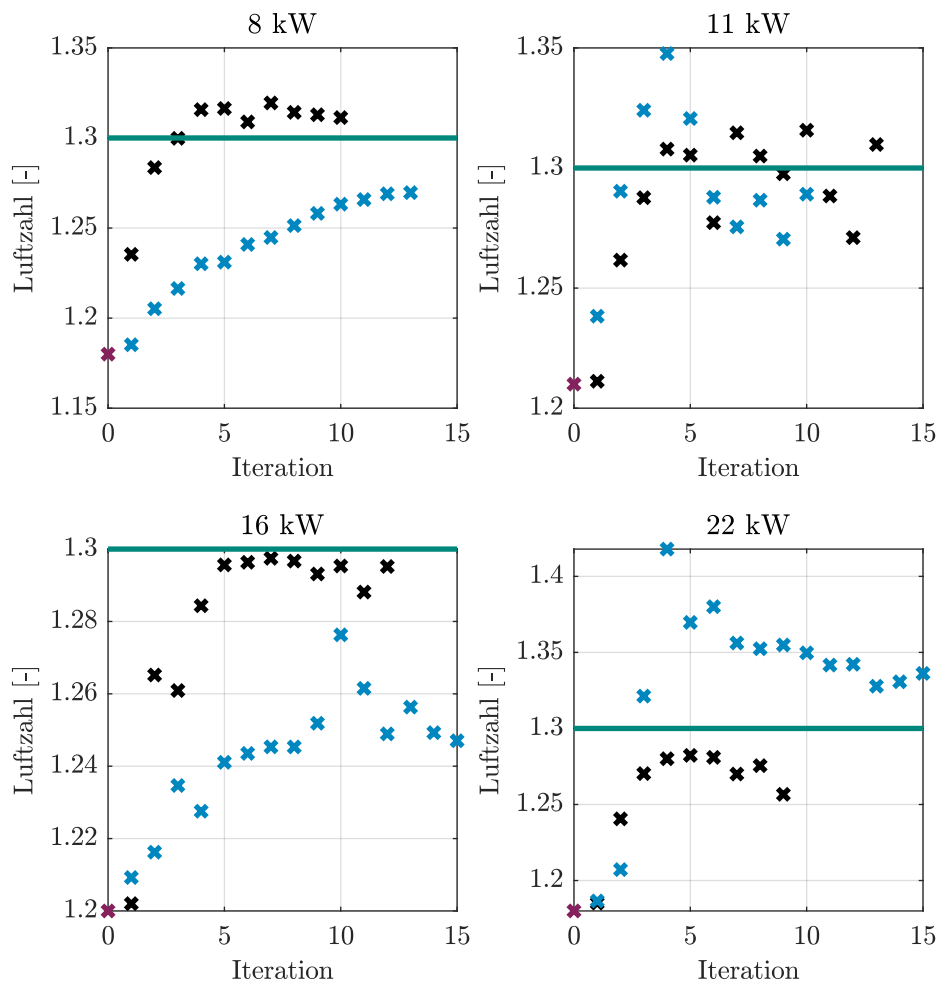 8 kW
1.35
1.3
1.25
1.2
1.15
Luftzahl [-]
0 5 10 15
Iteration
11 kW
1.35
1.3
1.25
1.2
Luftzahl [-]
0 5 10 15
Iteration
16 kW
1.3
1.28
1.26
1.24
1.22
1.2
Luftzahl [-]
0 5 10 15
Iteration
22 kW
1.4
1.35
1.3
1.25
1.2
Luftzahl [-]
0 5 10 15
Iteration